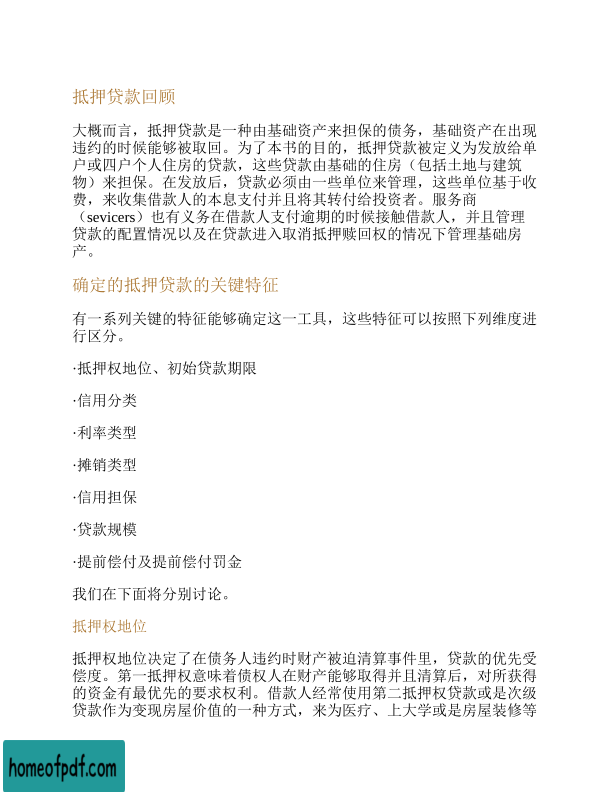 抵押贷款回顾
大概而言，抵押贷款是一种由基础资产来担保的债务，基础资产在出现
违约的时候能够被取回。为了本书的目的，抵押贷款被定义为发放给单
户或四户个人住房的贷款，这些贷款由基础的住房（包括土地与建筑
物）来担保。在发放后，贷款必须由一些单位来管理，这些单位基于收
费，来收集借款人的本息支付并且将其转付给投资者。服务商
（sevicers）也有义务在借款人支付逾期的时候接触借款人，并且管理
贷款的配置情况以及在贷款进入取消抵押赎回权的情况下管理基础房
产。
确定的抵押贷款的关键特征
有一系列关键的特征能够确定这一工具，这些特征可以按照下列维度进
行区分。
·抵押权地位、初始贷款期限
·信用分类
·利率类型
·摊销类型
·信用担保
·贷款规模
·提前偿付及提前偿付罚金
我们在下面将分别讨论。
抵押权地位
抵押权地位决定了在债务人违约时财产被迫清算事件里，贷款的优先受
偿度。第一抵押权意味着债权人在财产能够取得并且清算后，对所获得
的资金有最优先的要求权利。借款人经常使用第二抵押权贷款或是次级
贷款作为变现房屋价值的一种方式，来为医疗、上大学或是房屋装修等
homeofpdf.com